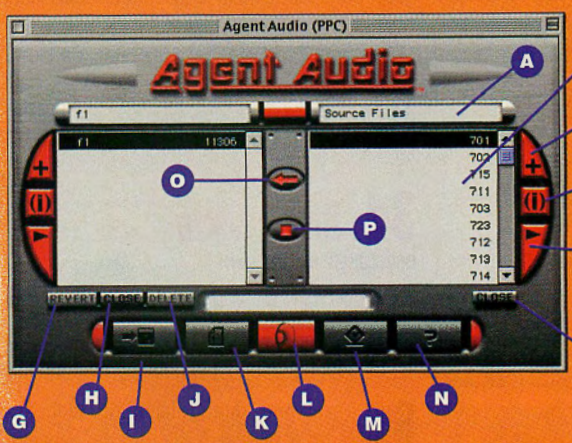 Agent Audio (PPC)
Agent Audio
A
f1
Source Files
f1 11306
701
702
715
711
703
723
712
713
714
O
P
REVERT CLOSE DELETE
CLOSE
G
H
I
J
K
L
M
N